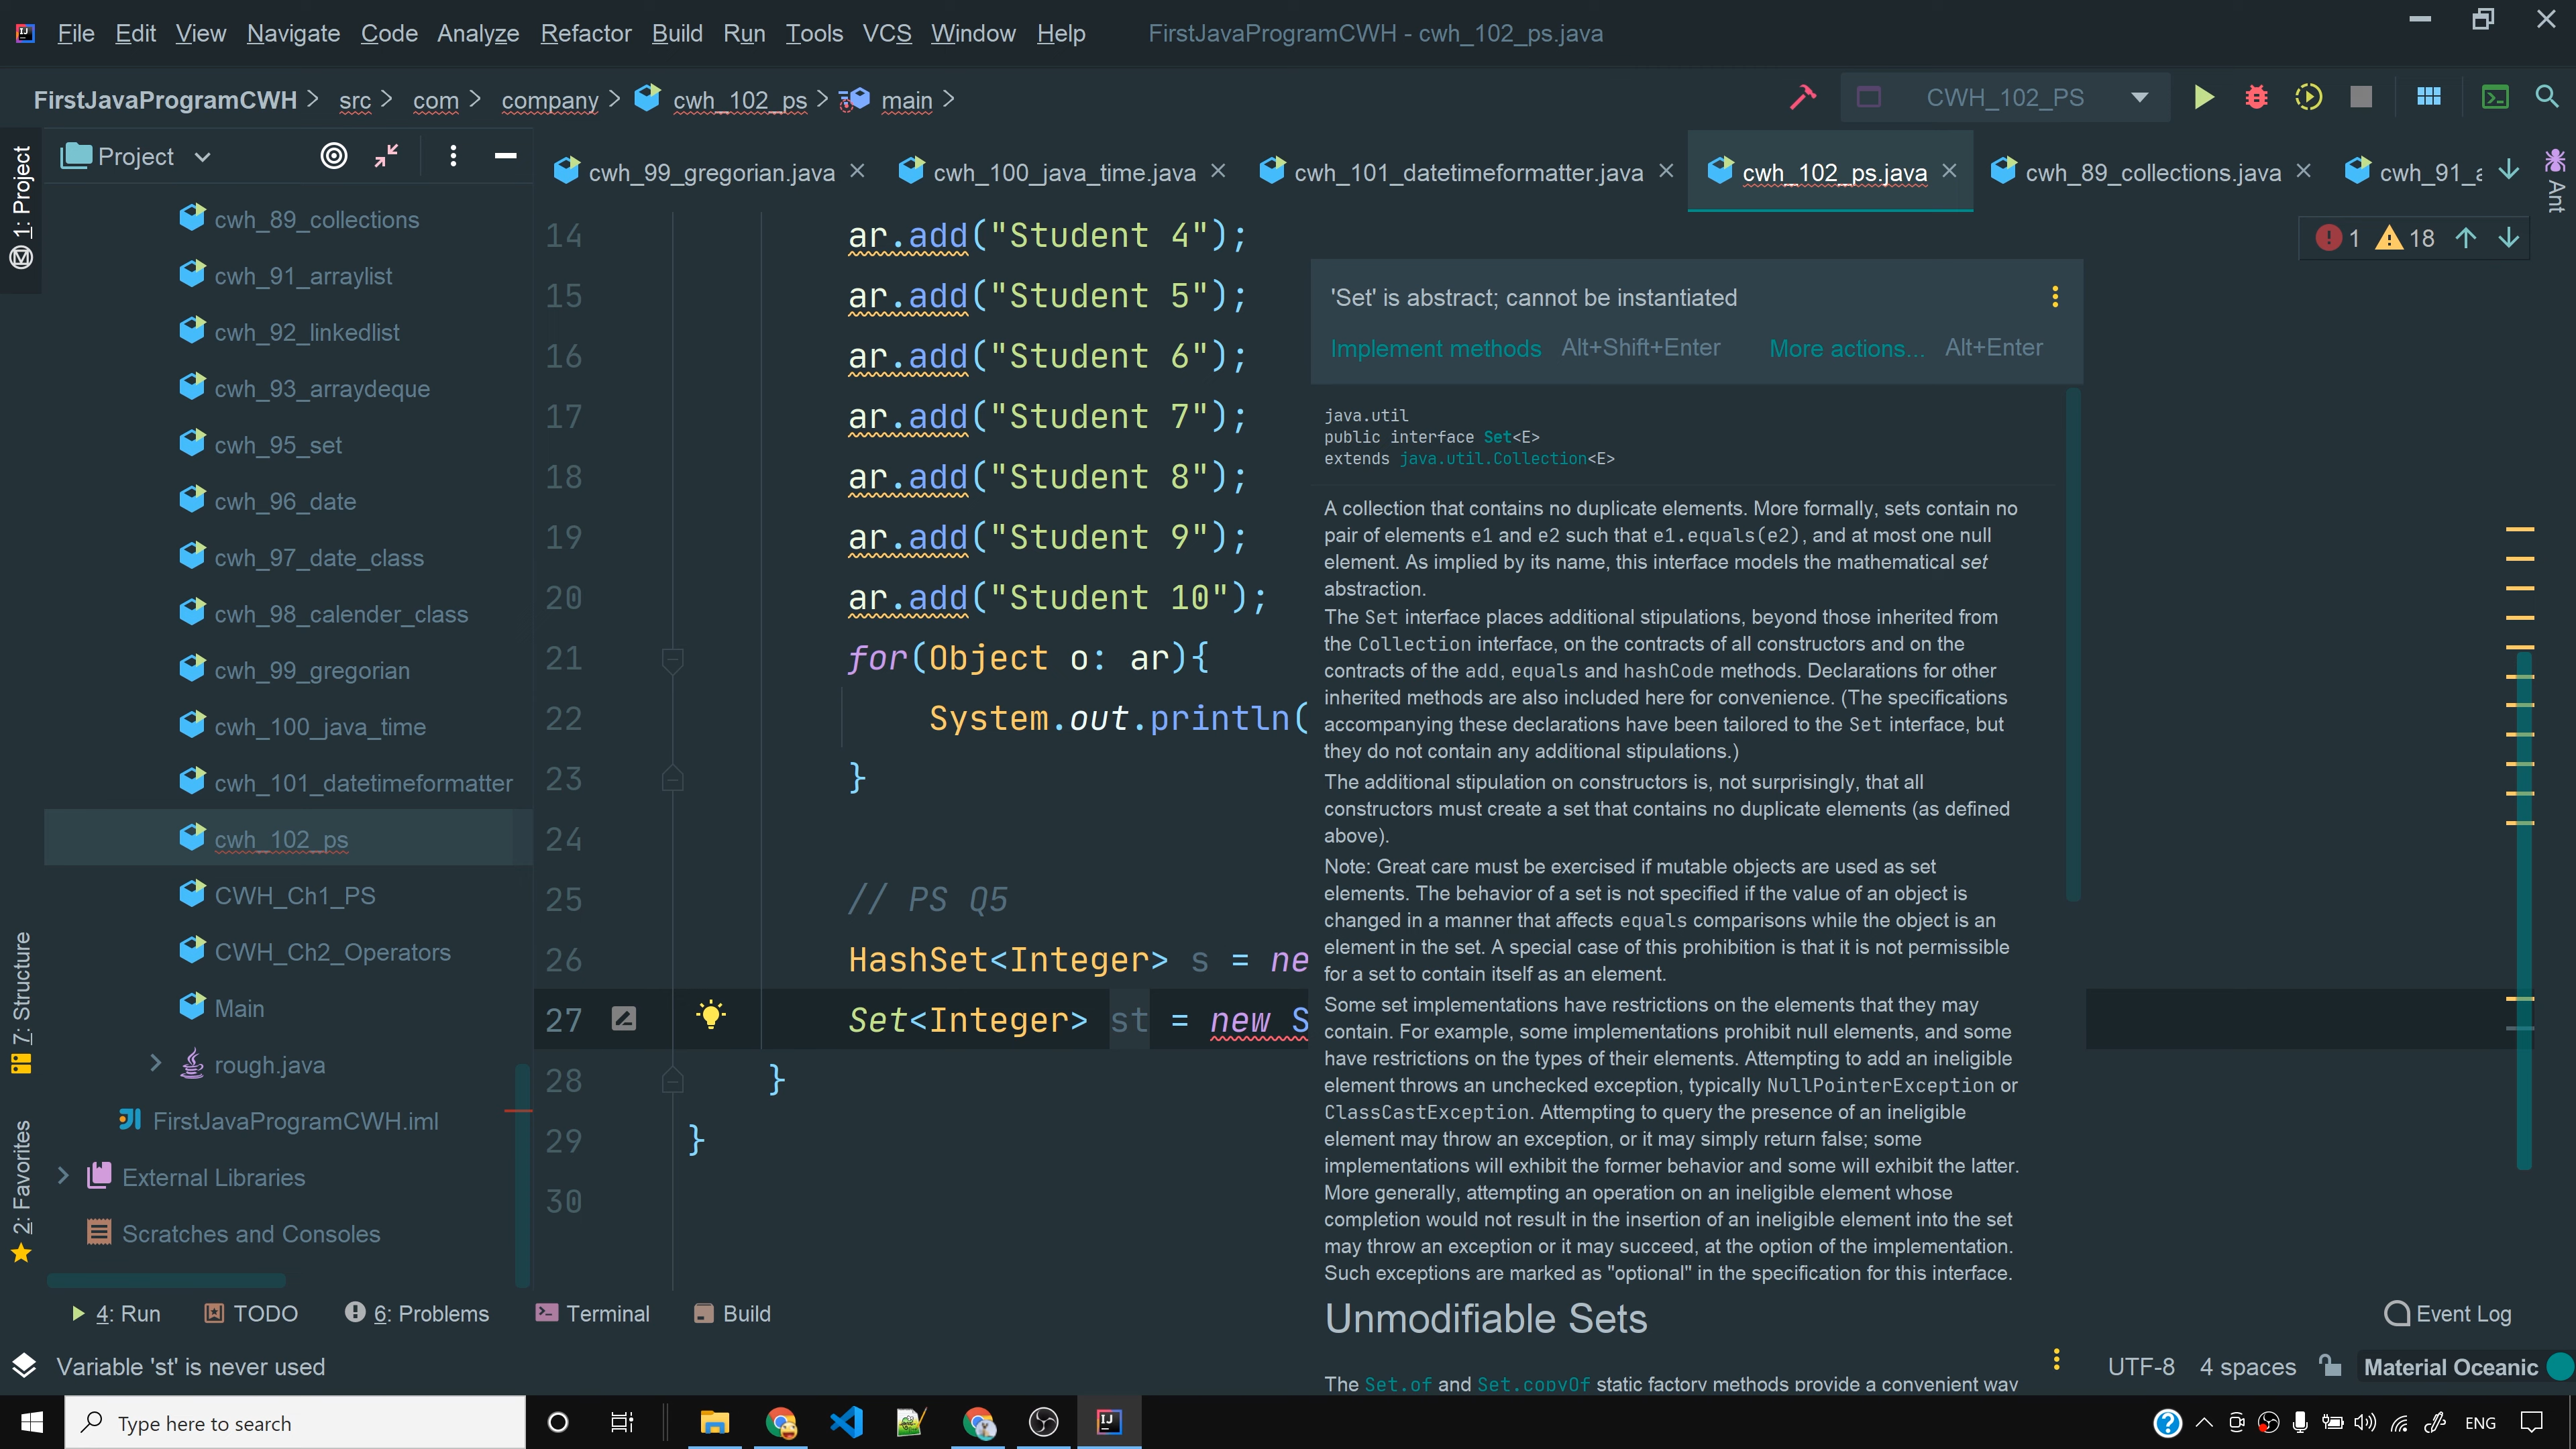 File Edit View Navigate Code Analyze Refactor Build Run Tools VCS Window Help FirstJavaProgramCWH - cwh_102_ps.java
FirstJavaProgramCWH > src > com > company > cwh_102_ps > main >
CWH_102_PS
1: Project
Project
cwh_99_gregorian.java
cwh_100_java_time.java
cwh_101_datetimeformatter.java
cwh_102_ps.java
cwh_89_collections.java
cwh_91_a
Ant
1 18
cwh_89_collections
cwh_91_arraylist
cwh_92_linkedlist
cwh_93_arraydeque
cwh_95_set
cwh_96_date
cwh_97_date_class
cwh_98_calender_class
cwh_99_gregorian
cwh_100_java_time
cwh_101_datetimeformatter
cwh_102_ps
CWH_Ch1_PS
CWH_Ch2_Operators
Main
rough.java
FirstJavaProgramCWH.iml
External Libraries
Scratches and Consoles
7: Structure
2: Favorites
14 ar.add("Student 4");
15 ar.add("Student 5");
16 ar.add("Student 6");
17 ar.add("Student 7");
18 ar.add("Student 8");
19 ar.add("Student 9");
20 ar.add("Student 10");
21 for(Object o: ar){
22 System.out.println(
23 }
24
25 // PS Q5
26 HashSet<Integer> s = ne
27 Set<Integer> st = new S
28 }
29 }
30
'Set' is abstract; cannot be instantiated
Implement methods Alt+Shift+Enter More actions... Alt+Enter
java.util
public interface Set<E>
extends java.util.Collection<E>
A collection that contains no duplicate elements. More formally, sets contain no
pair of elements e1 and e2 such that e1.equals(e2), and at most one null
element. As implied by its name, this interface models the mathematical set
abstraction.
The Set interface places additional stipulations, beyond those inherited from
the Collection interface, on the contracts of all constructors and on the
contracts of the add, equals and hashCode methods. Declarations for other
inherited methods are also included here for convenience. (The specifications
accompanying these declarations have been tailored to the Set interface, but
they do not contain any additional stipulations.)
The additional stipulation on constructors is, not surprisingly, that all
constructors must create a set that contains no duplicate elements (as defined
above).
Note: Great care must be exercised if mutable objects are used as set
elements. The behavior of a set is not specified if the value of an object is
changed in a manner that affects equals comparisons while the object is an
element in the set. A special case of this prohibition is that it is not permissible
for a set to contain itself as an element.
Some set implementations have restrictions on the elements that they may
contain. For example, some implementations prohibit null elements, and some
have restrictions on the types of their elements. Attempting to add an ineligible
element throws an unchecked exception, typically NullPointerException or
ClassCastException. Attempting to query the presence of an ineligible
element may throw an exception, or it may simply return false; some
implementations will exhibit the former behavior and some will exhibit the latter.
More generally, attempting an operation on an ineligible element whose
completion would not result in the insertion of an ineligible element into the set
may throw an exception or it may succeed, at the option of the implementation.
Such exceptions are marked as "optional" in the specification for this interface.
Unmodifiable Sets
The Set.of and Set.copyOf static factory methods provide a convenient way
4: Run TODO 6: Problems Terminal Build Event Log
Variable 'st' is never used UTF-8 4 spaces Material Oceanic
Type here to search
ENG